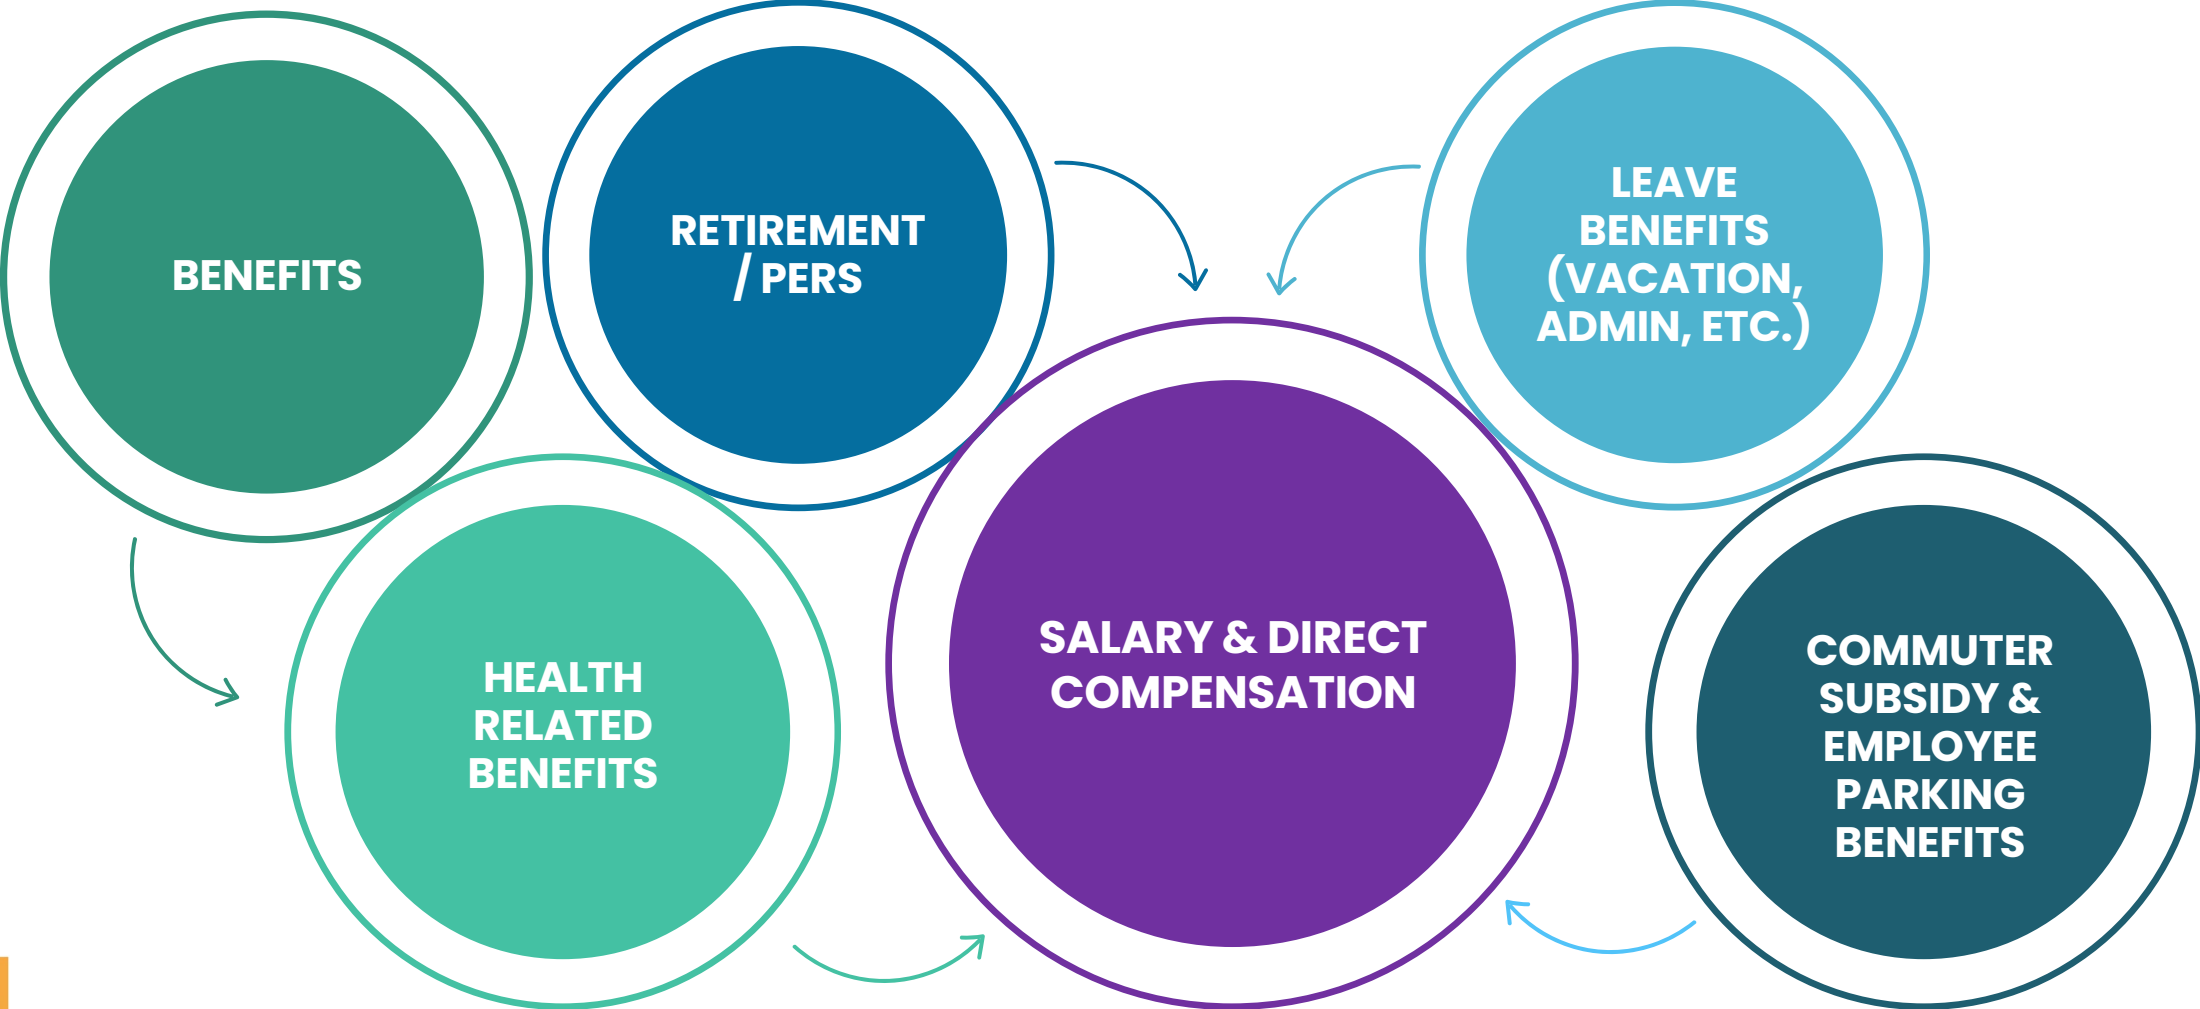 BENEFITS
RETIREMENT
/ PERS
LEAVE
BENEFITS
(VACATION,
ADMIN, ETC.)
HEALTH
RELATED
BENEFITS
SALARY & DIRECT
COMPENSATION
COMMUTER
SUBSIDY &
EMPLOYEE
PARKING
BENEFITS